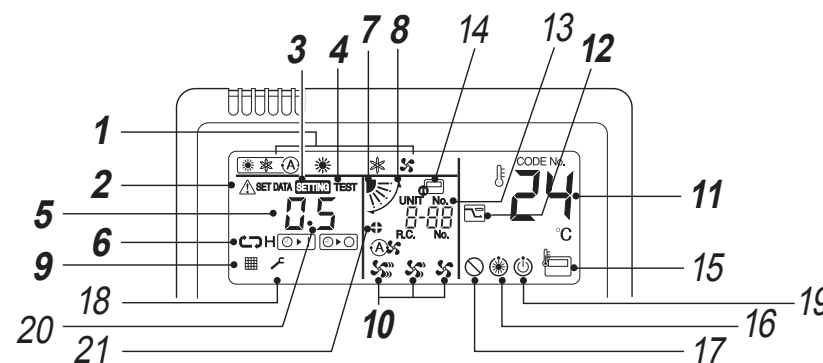 7 8 14 13
3 4 12
1
CODE No.
A
2 SET DATA SETTING TEST UNIT No. 24 11
5 0.5 8-88
R.C. No.
6 H °C
9 A 15
18 10 19
20 16
21 17